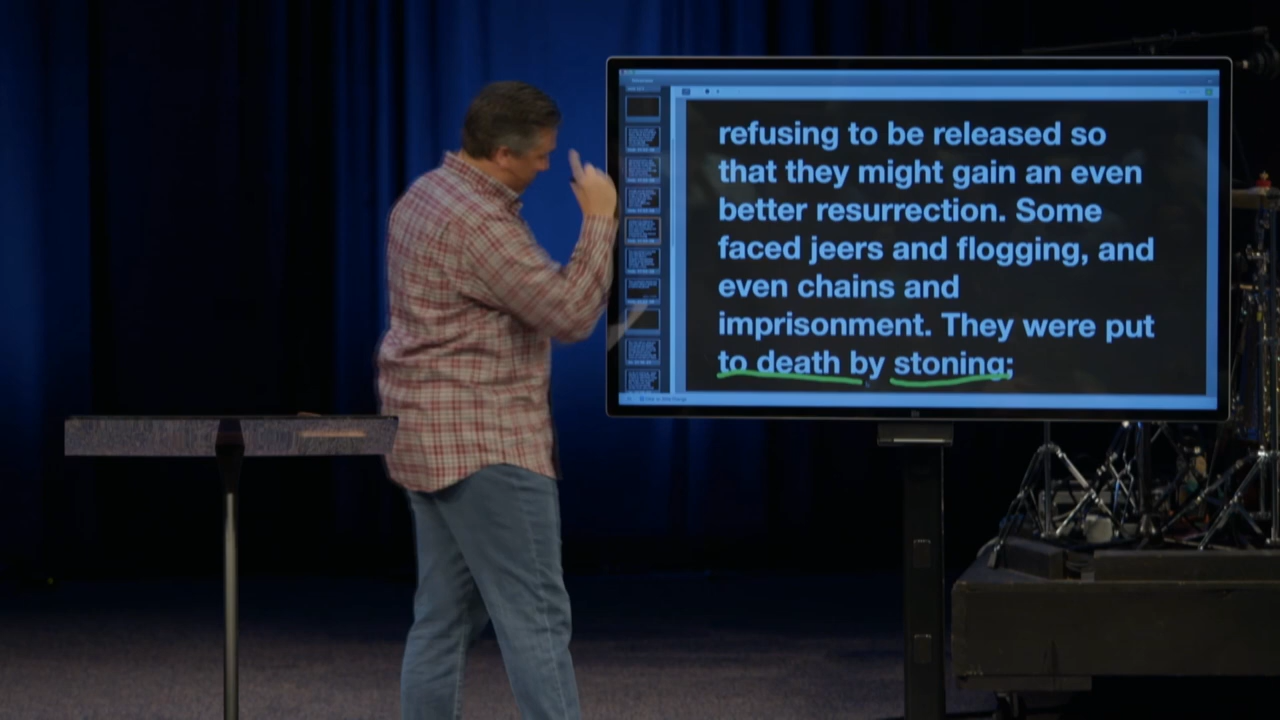 refusing to be released so
that they might gain an even
better resurrection. Some
faced jeers and flogging, and
even chains and
imprisonment. They were put
to death by stoning;